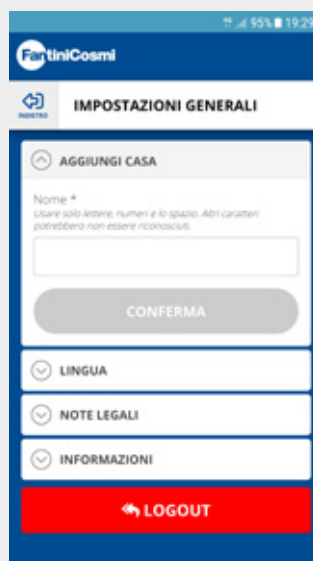 95% 19:29
FantiniCosmi
INDIETRO
IMPOSTAZIONI GENERALI
AGGIUNGI CASA
Nome *
Usare solo lettere, numeri e lo spazio. Altri caratteri
potrebbero non essere riconosciuti.
CONFERMA
LINGUA
NOTE LEGALI
INFORMAZIONI
LOGOUT